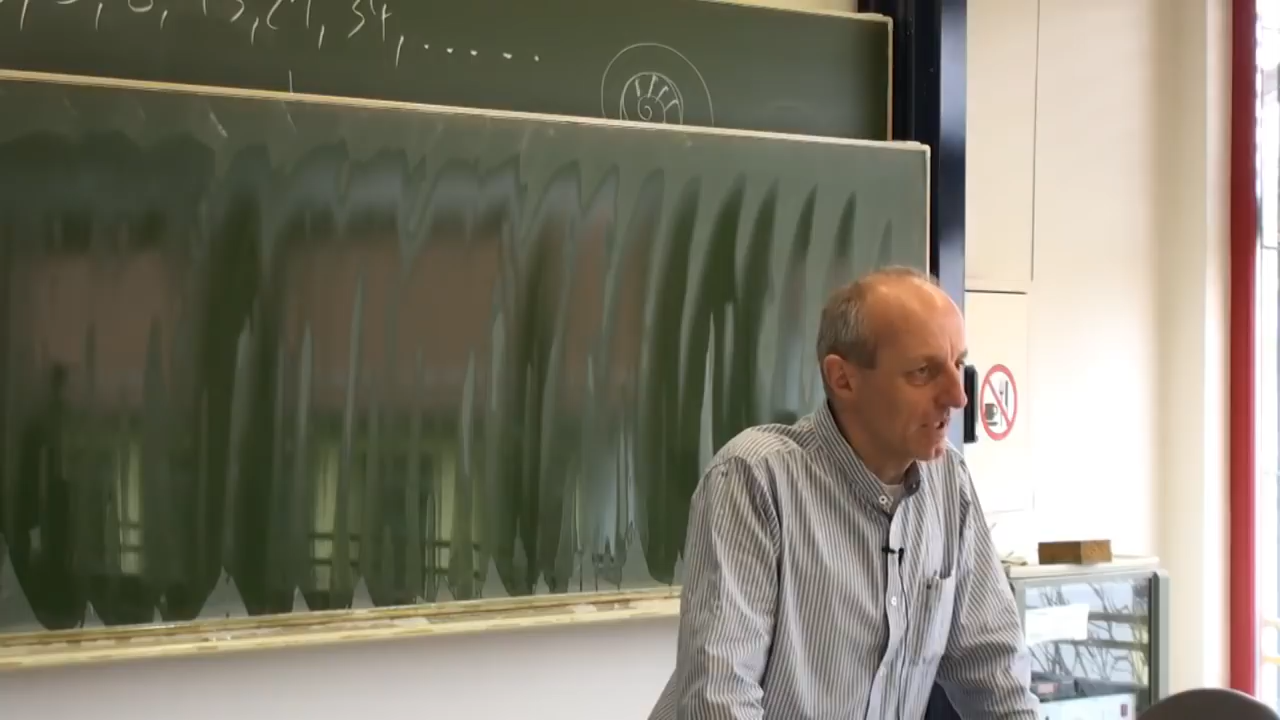 8, 13, 21, 34, ......